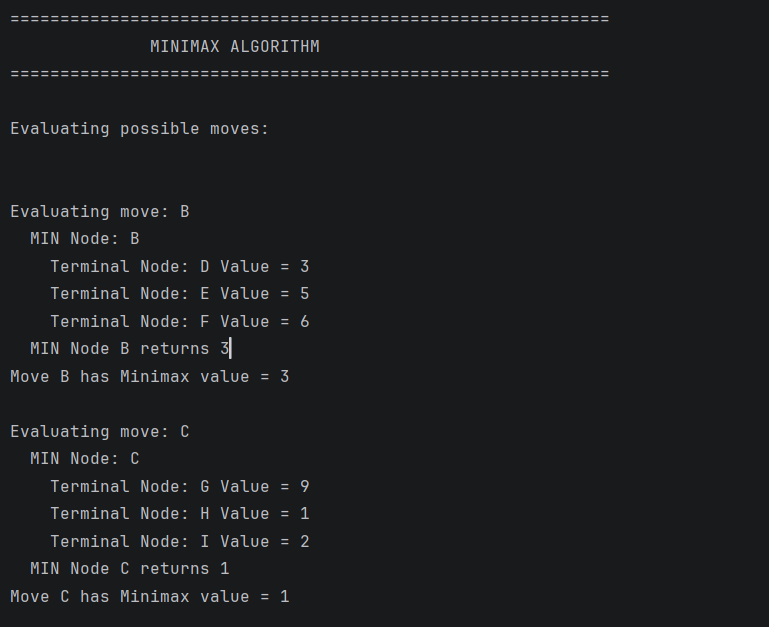 ============================================================
MINIMAX ALGORITHM
============================================================
Evaluating possible moves:
Evaluating move: B
MIN Node: B
Terminal Node: D Value = 3
Terminal Node: E Value = 5
Terminal Node: F Value = 6
MIN Node B returns 3
Move B has Minimax value = 3
Evaluating move: C
MIN Node: C
Terminal Node: G Value = 9
Terminal Node: H Value = 1
Terminal Node: I Value = 2
MIN Node C returns 1
Move C has Minimax value = 1